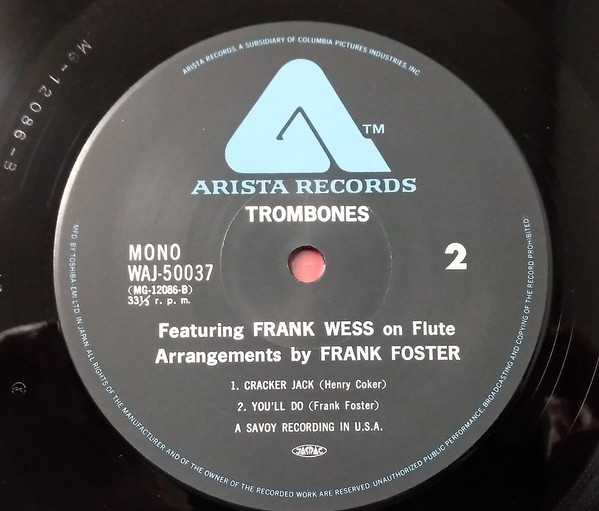 MG-12086-B
ARISTA RECORDS, A SUBSIDIARY OF COLUMBIA PICTURES INDUSTRIES, INC
TM
ARISTA RECORDS
TROMBONES
MONO
WAJ-50037
(MG-12086-B)
33⅓ r. p. m.
2
Featuring FRANK WESS on Flute
Arrangements by FRANK FOSTER
1. CRACKER JACK (Henry Coker)
2. YOU'LL DO (Frank Foster)
A SAVOY RECORDING IN U.S.A.
JASRAC
MF'D. BY TOSHIBA EMI LTD. IN JAPAN. ALL RIGHTS OF THE MANUFACTURER AND OF THE OWNER OF THE RECORDED WORK ARE RESERVED. UNAUTHORIZED PUBLIC PERFORMANCE, BROADCASTING AND COPYING OF THE RECORD PROHIBITED